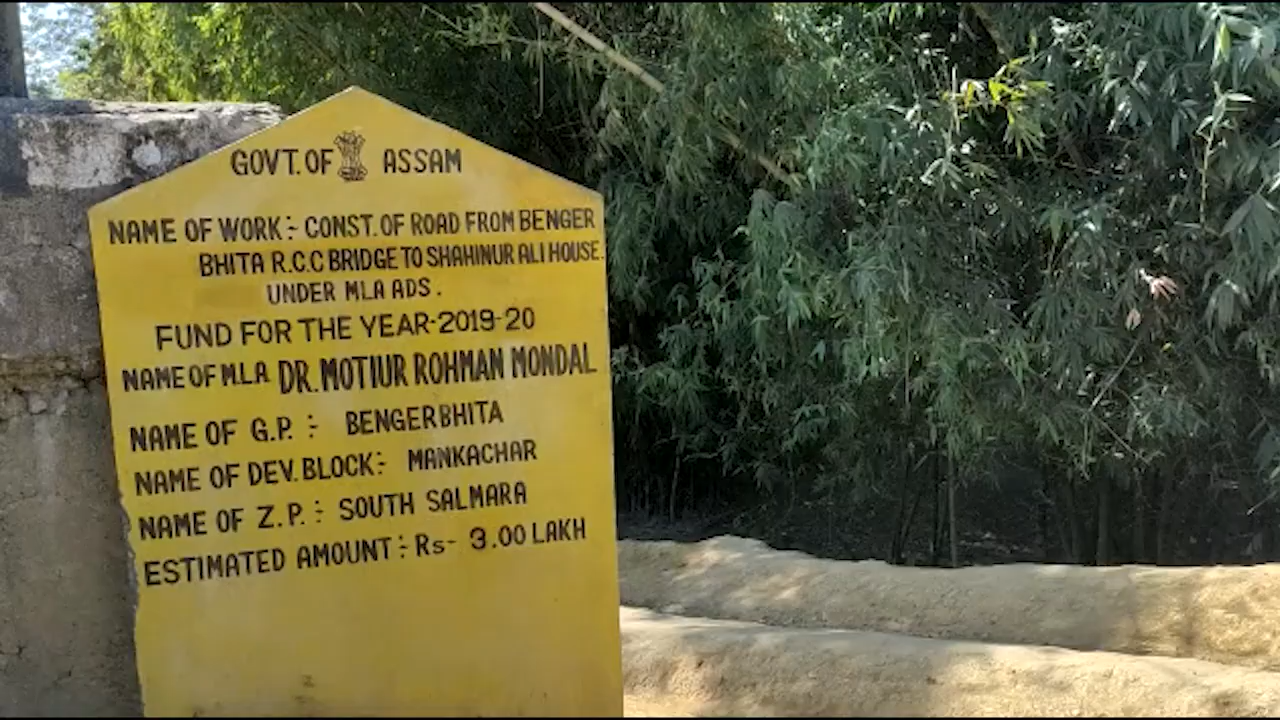 GOVT. OF ASSAM
NAME OF WORK:- CONST. OF ROAD FROM BENGER
BHITA R.C.C BRIDGE TO SHAHINUR ALI HOUSE.
UNDER MLA ADS.
FUND FOR THE YEAR-2019-20
NAME OF M.L.A DR. MOTIUR ROHMAN MONDAL
NAME OF G.P. :- BENGERBHITA
NAME OF DEV. BLOCK:- MANKACHAR
NAME OF Z.P. :- SOUTH SALMARA
ESTIMATED AMOUNT:- Rs- 3.00 LAKH